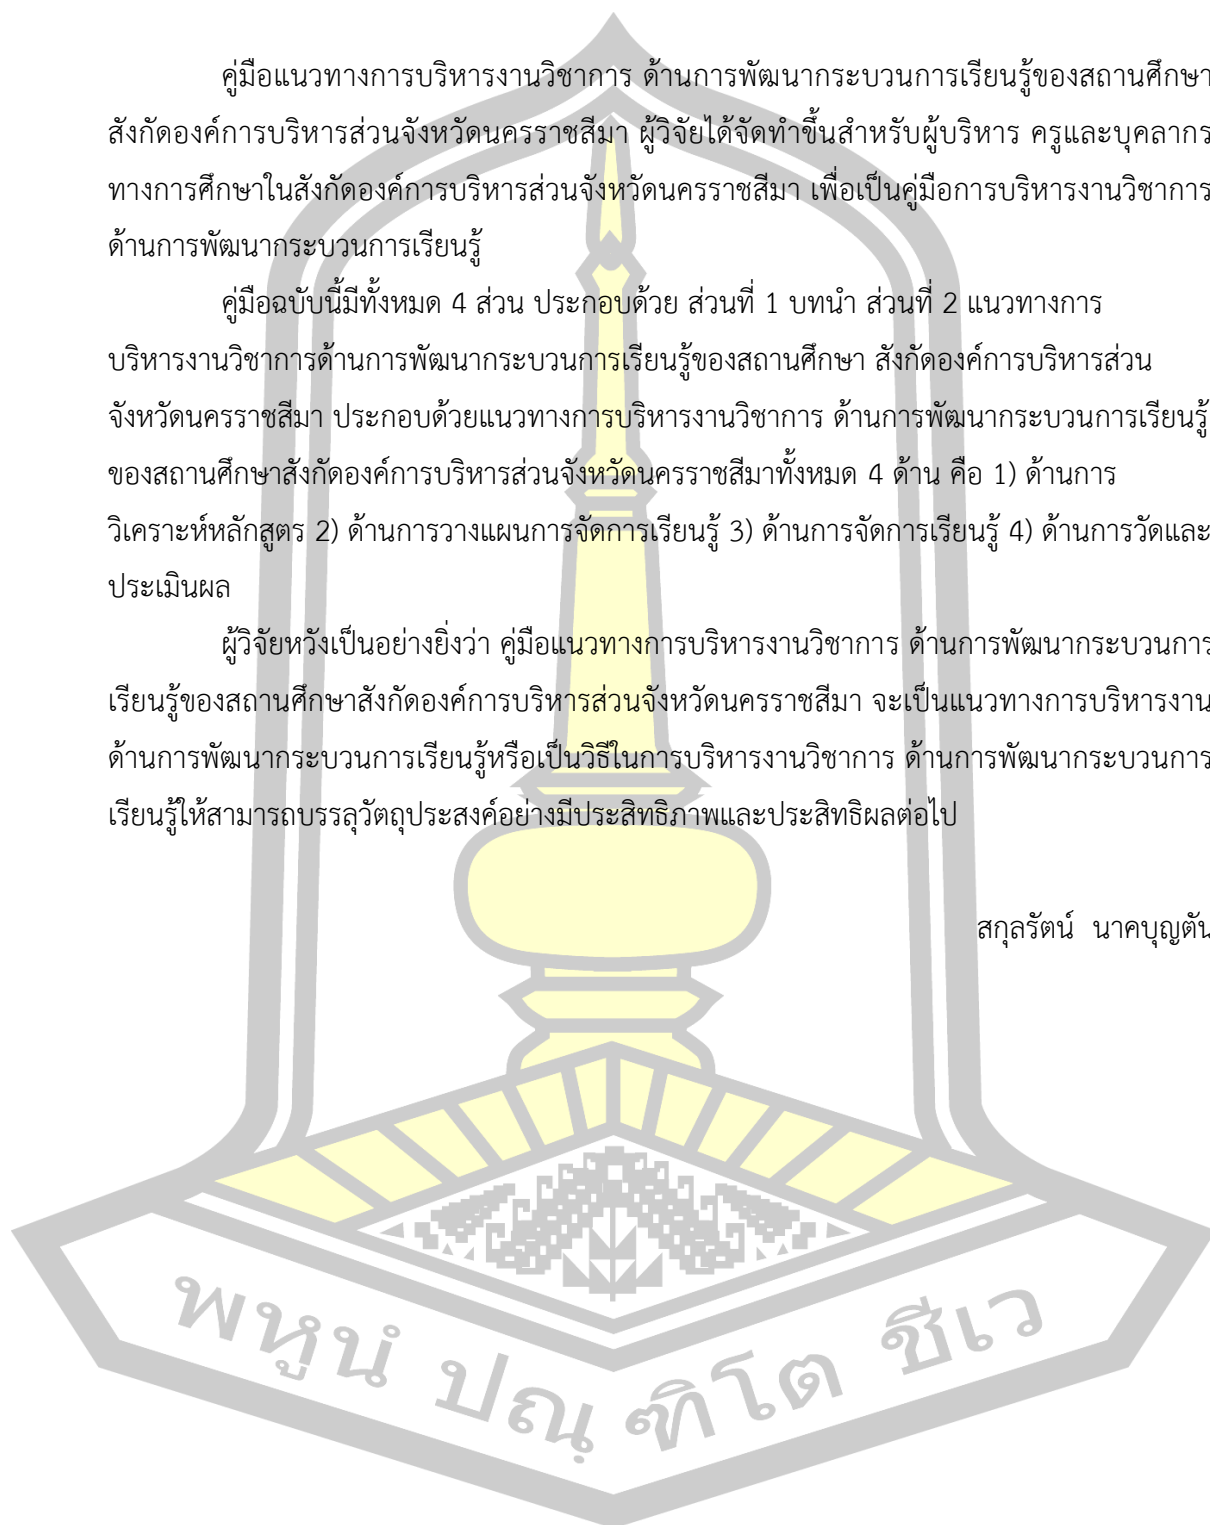 คู่มือแนวทางการบริหารงานวิชาการ ด้านการพัฒนากระบวนการเรียนรู้ของสถานศึกษา
สังกัดองค์การบริหารส่วนจังหวัดนครราชสีมา ผู้วิจัยได้จัดทำขึ้นสำหรับผู้บริหาร ครูและบุคลากร
ทางการศึกษาในสังกัดองค์การบริหารส่วนจังหวัดนครราชสีมา เพื่อเป็นคู่มือการบริหารงานวิชาการ
ด้านการพัฒนากระบวนการเรียนรู้
คู่มือฉบับนี้มีทั้งหมด 4 ส่วน ประกอบด้วย ส่วนที่ 1 บทนำ ส่วนที่ 2 แนวทางการ
บริหารงานวิชาการด้านการพัฒนากระบวนการเรียนรู้ของสถานศึกษา สังกัดองค์การบริหารส่วน
จังหวัดนครราชสีมา ประกอบด้วยแนวทางการบริหารงานวิชาการ ด้านการพัฒนากระบวนการเรียนรู้
ของสถานศึกษาสังกัดองค์การบริหารส่วนจังหวัดนครราชสีมาทั้งหมด 4 ด้าน คือ 1) ด้านการ
วิเคราะห์หลักสูตร 2) ด้านการวางแผนการจัดการเรียนรู้ 3) ด้านการจัดการเรียนรู้ 4) ด้านการวัดและ
ประเมินผล
ผู้วิจัยหวังเป็นอย่างยิ่งว่า คู่มือแนวทางการบริหารงานวิชาการ ด้านการพัฒนากระบวนการ
เรียนรู้ของสถานศึกษาสังกัดองค์การบริหารส่วนจังหวัดนครราชสีมา จะเป็นแนวทางการบริหารงาน
ด้านการพัฒนากระบวนการเรียนรู้หรือเป็นวิธีในการบริหารงานวิชาการ ด้านการพัฒนากระบวนการ
เรียนรู้ให้สามารถบรรลุวัตถุประสงค์อย่างมีประสิทธิภาพและประสิทธิผลต่อไป
สกุลรัตน์ นาคบุญตัน
พหูนํ ปณฺฑิโต ชีเว